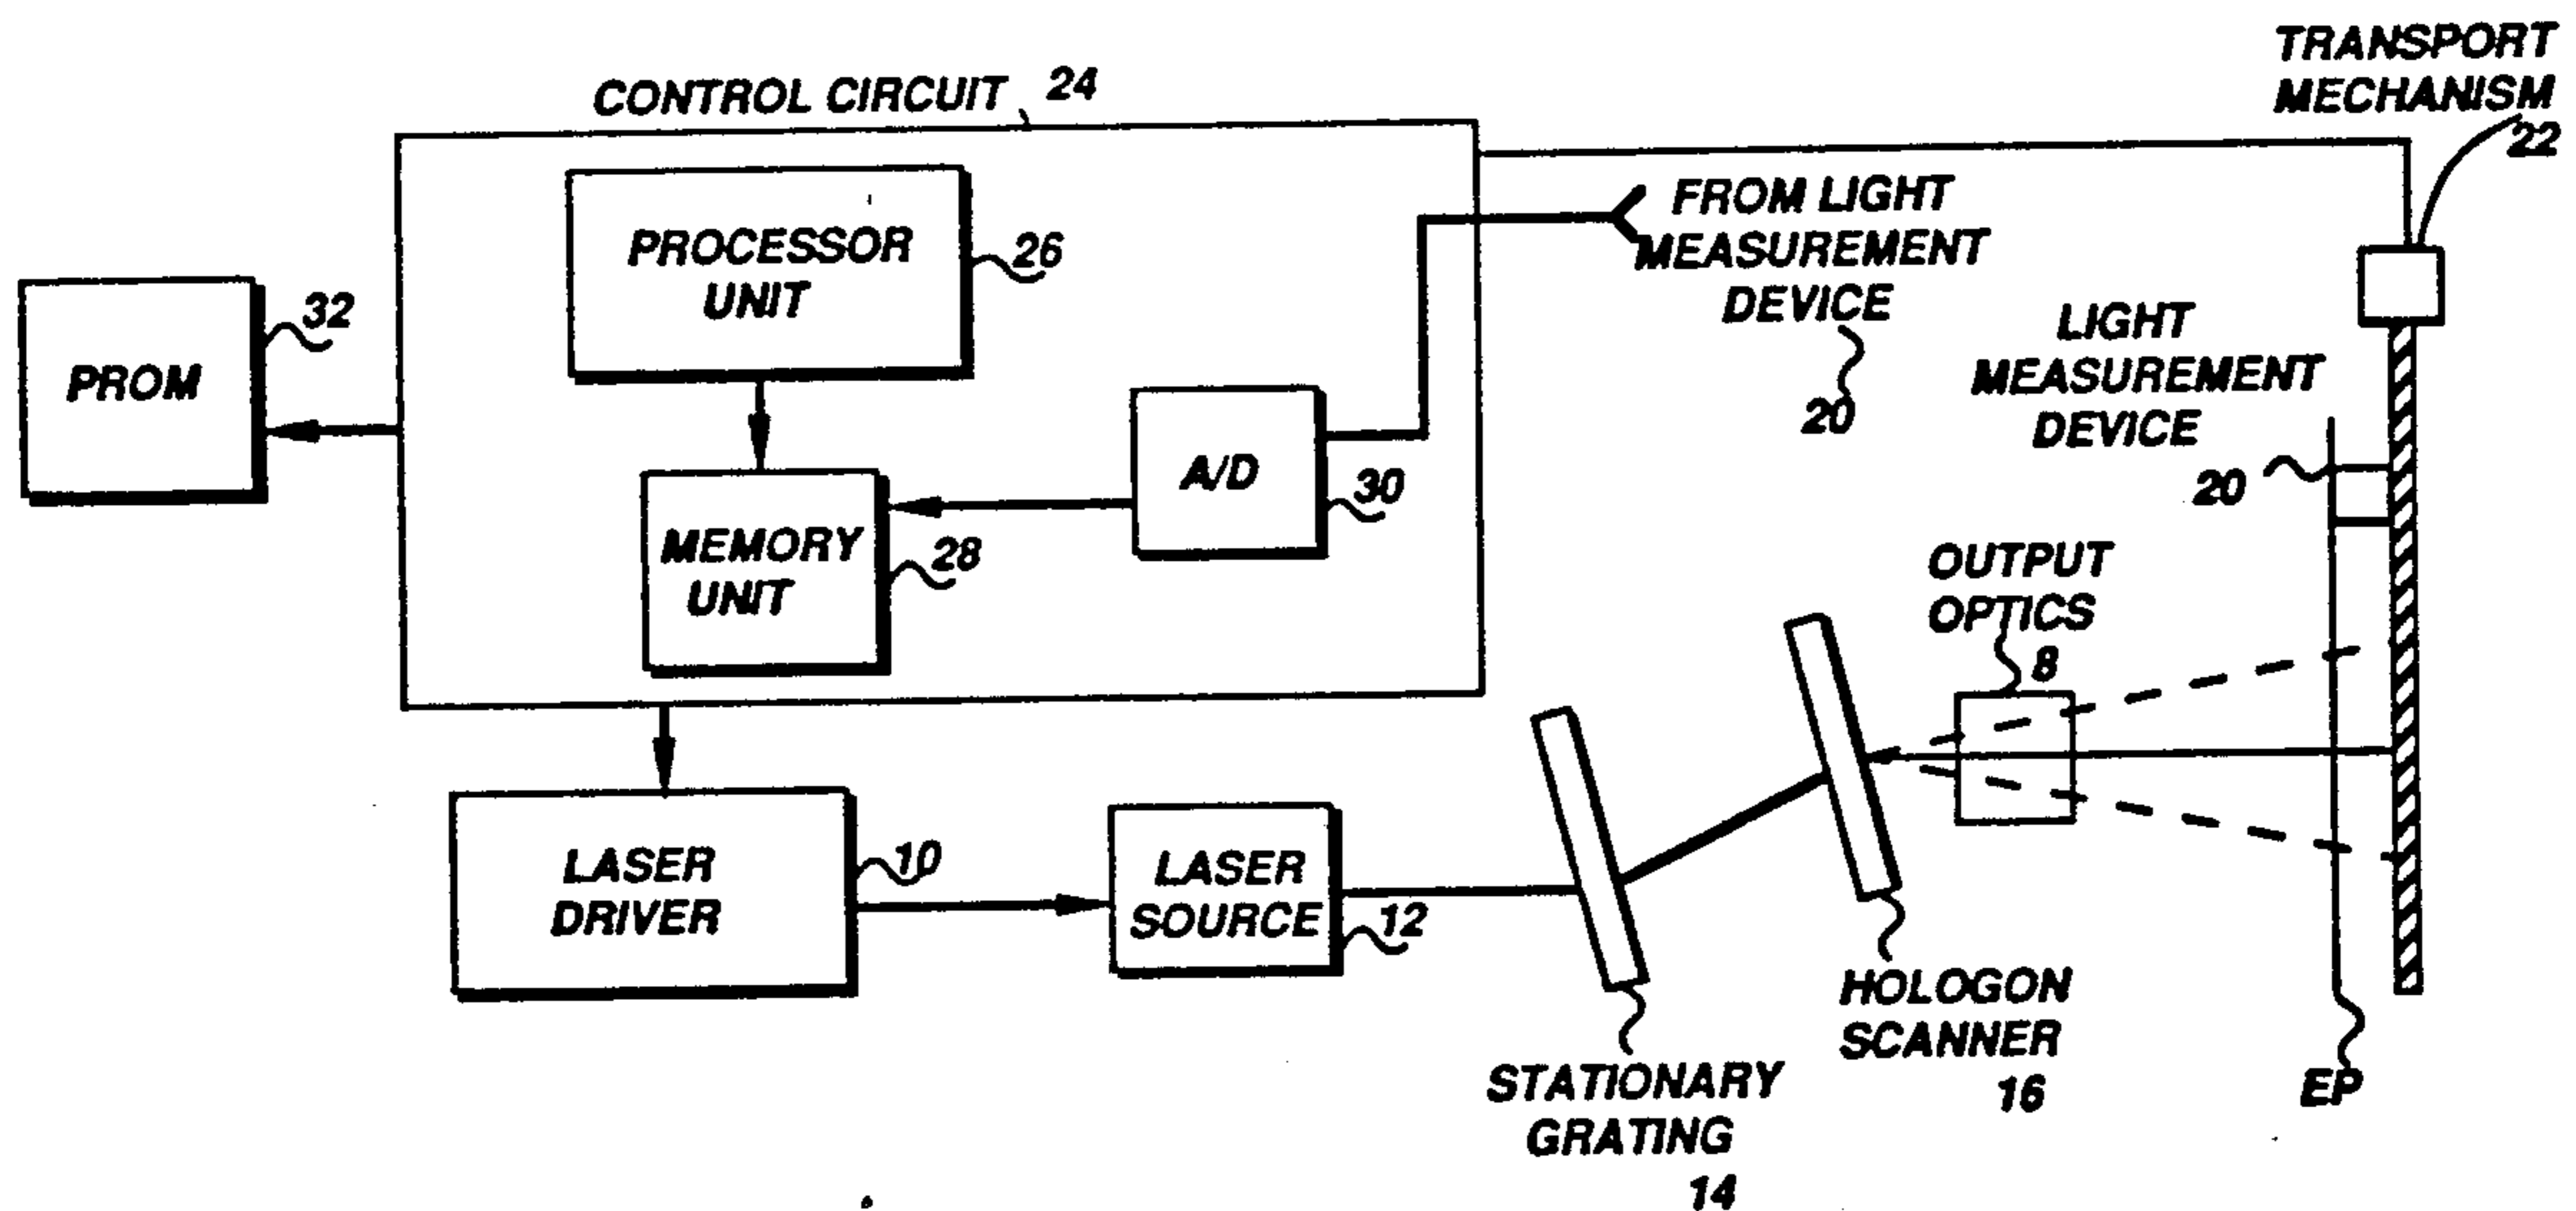 TRANSPORT
MECHANISM
22
CONTROL CIRCUIT 24
FROM LIGHT
MEASUREMENT
DEVICE
20
PROCESSOR
UNIT
26
PROM
32
LIGHT
MEASUREMENT
DEVICE
20
A/D
30
MEMORY
UNIT
28
OUTPUT
OPTICS
8
LASER
DRIVER
10
LASER
SOURCE
12
HOLOGON
SCANNER
16
STATIONARY
GRATING
14
EP